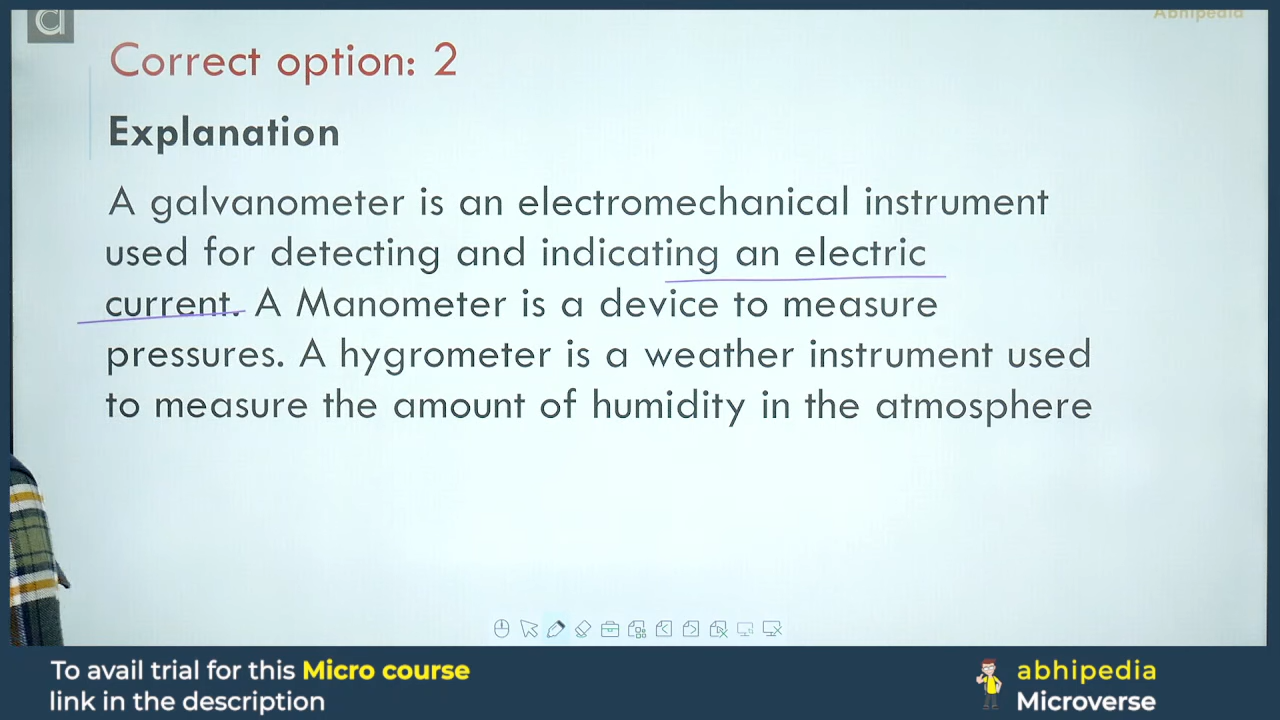 Abhipedia
Correct option: 2
Explanation
A galvanometer is an electromechanical instrument
used for detecting and indicating an electric
current. A Manometer is a device to measure
pressures. A hygrometer is a weather instrument used
to measure the amount of humidity in the atmosphere
To avail trial for this Micro course
link in the description
abhipedia
Microverse